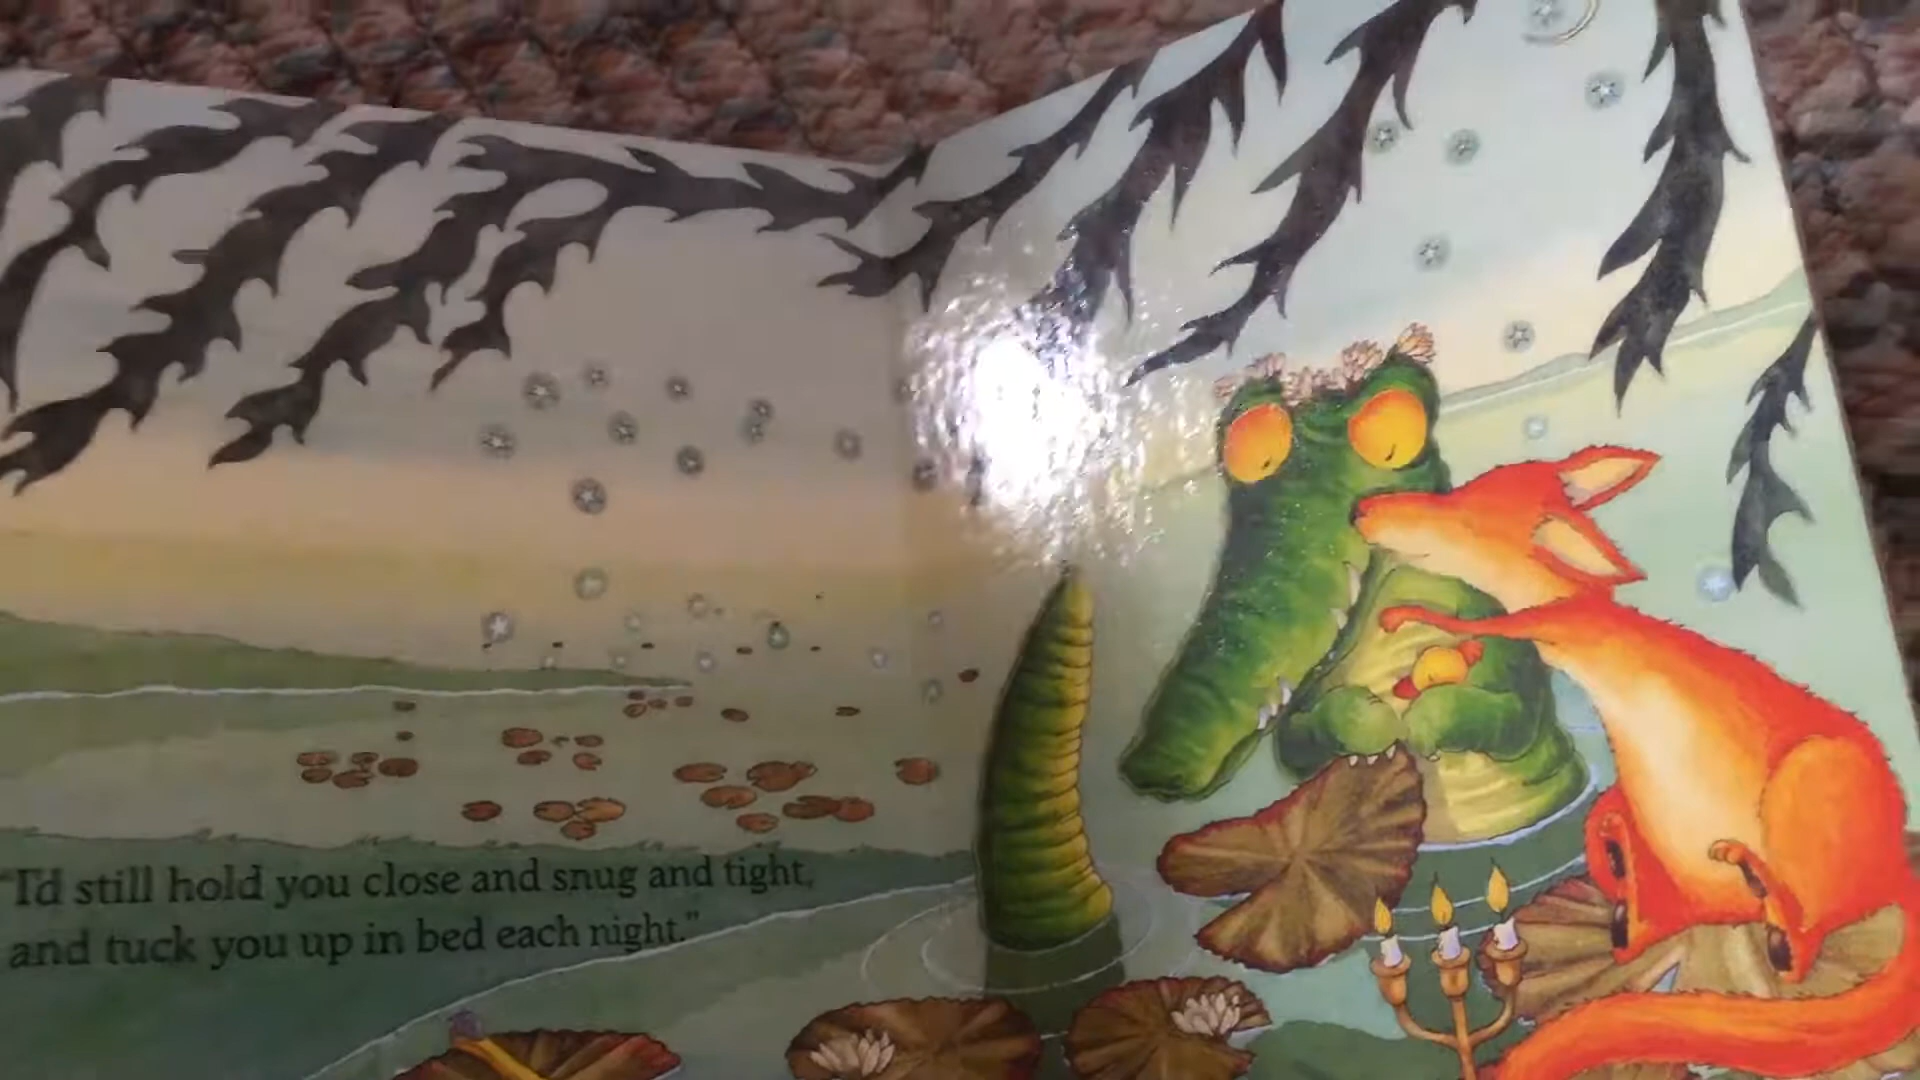 "I'd still hold you close and snug and tight,
and tuck you up in bed each night."